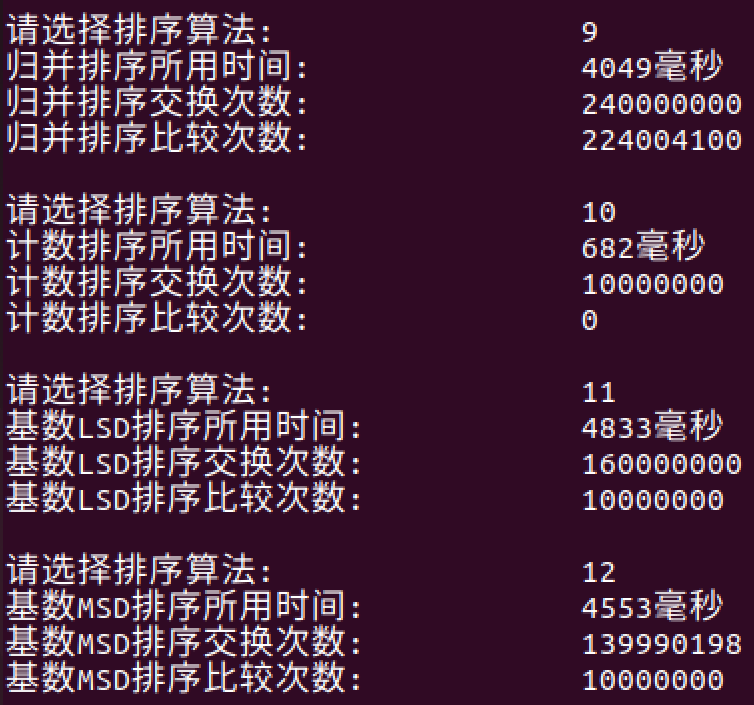 请选择排序算法: 9
归并排序所用时间: 4049毫秒
归并排序交换次数: 240000000
归并排序比较次数: 224004100
请选择排序算法: 10
计数排序所用时间: 682毫秒
计数排序交换次数: 10000000
计数排序比较次数: 0
请选择排序算法: 11
基数LSD排序所用时间: 4833毫秒
基数LSD排序交换次数: 160000000
基数LSD排序比较次数: 10000000
请选择排序算法: 12
基数MSD排序所用时间: 4553毫秒
基数MSD排序交换次数: 139990198
基数MSD排序比较次数: 10000000